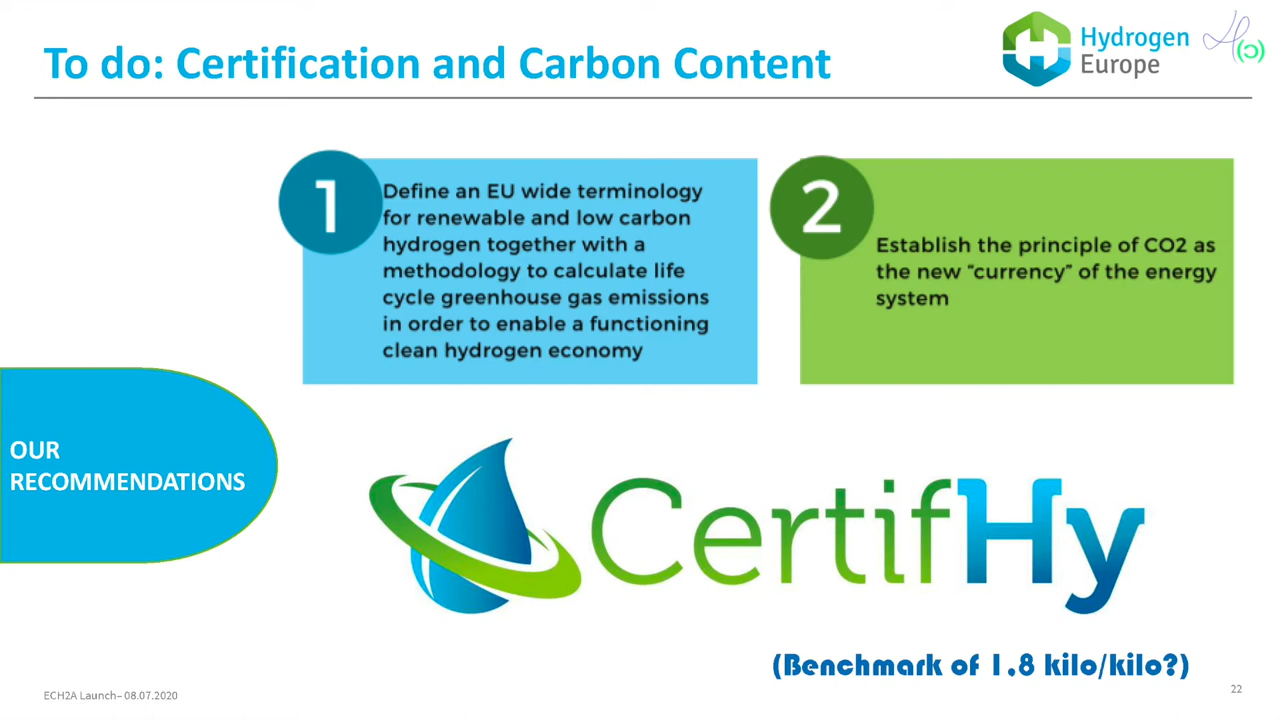 To do: Certification and Carbon Content
Hydrogen
Europe
1
Define an EU wide terminology
for renewable and low carbon
hydrogen together with a
methodology to calculate life
cycle greenhouse gas emissions
in order to enable a functioning
clean hydrogen economy
2
Establish the principle of CO2 as
the new “currency” of the energy
system
OUR
RECOMMENDATIONS
CertifHy
(Benchmark of 1,8 kilo/kilo?)
ECH2A Launch– 08.07.2020
22